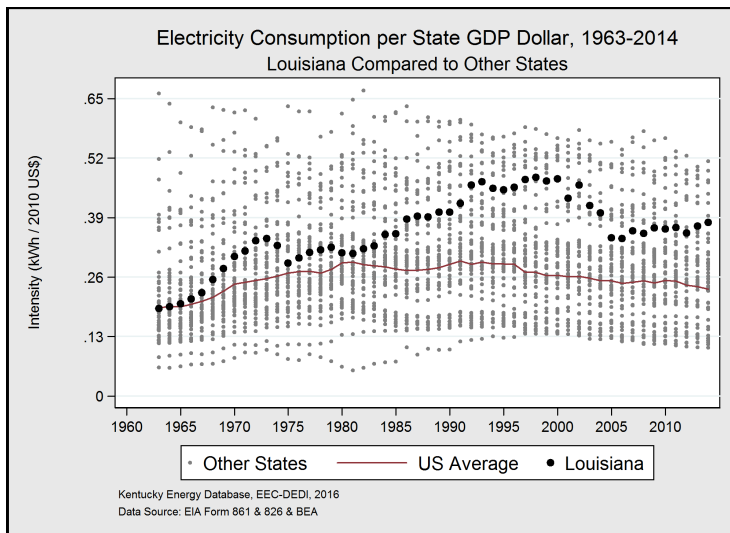 Electricity Consumption per State GDP Dollar, 1963-2014
Louisiana Compared to Other States
Intensity (kWh / 2010 US$)
.65
.52
.39
.26
.13
0
1960 1965 1970 1975 1980 1985 1990 1995 2000 2005 2010
Other States US Average Louisiana
Kentucky Energy Database, EEC-DEDI, 2016
Data Source: EIA Form 861 & 826 & BEA